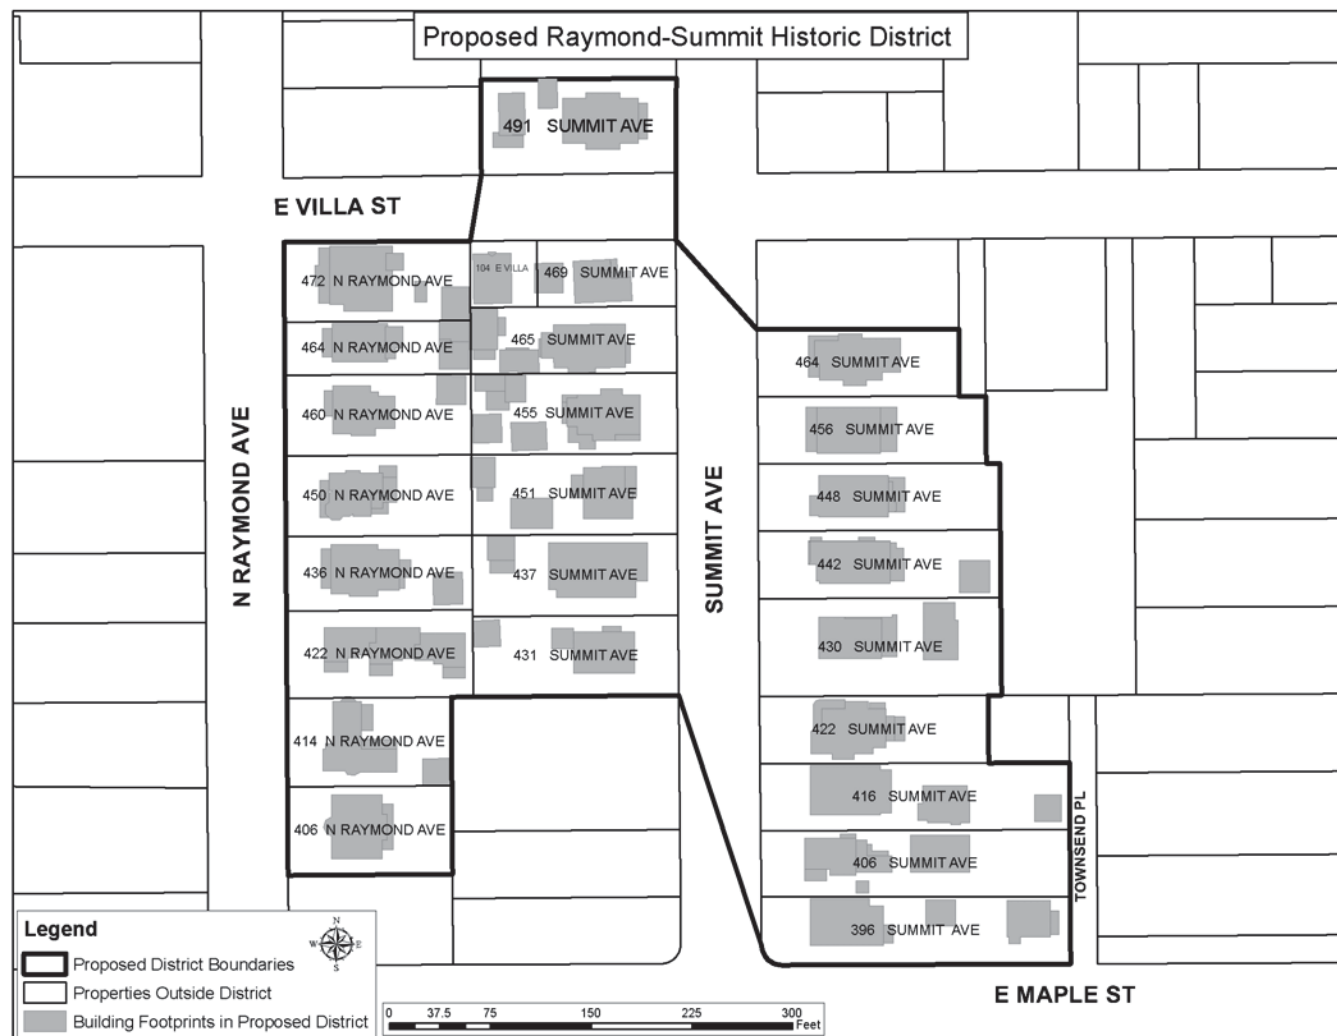 Proposed Raymond-Summit Historic District
491 SUMMIT AVE
E VILLA ST
472 N RAYMOND AVE
104 E VILLA
469 SUMMIT AVE
464 N RAYMOND AVE
465 SUMMIT AVE
464 SUMMIT AVE
460 N RAYMOND AVE
455 SUMMIT AVE
456 SUMMIT AVE
N RAYMOND AVE
SUMMIT AVE
450 N RAYMOND AVE
451 SUMMIT AVE
448 SUMMIT AVE
436 N RAYMOND AVE
437 SUMMIT AVE
442 SUMMIT AVE
422 N RAYMOND AVE
431 SUMMIT AVE
430 SUMMIT AVE
414 N RAYMOND AVE
422 SUMMIT AVE
416 SUMMIT AVE
406 N RAYMOND AVE
406 SUMMIT AVE
TOWNSEND PL
396 SUMMIT AVE
E MAPLE ST
Legend
N
W E
S
Proposed District Boundaries
Properties Outside District
Building Footprints in Proposed District
0 37.5 75 150 225 300
Feet